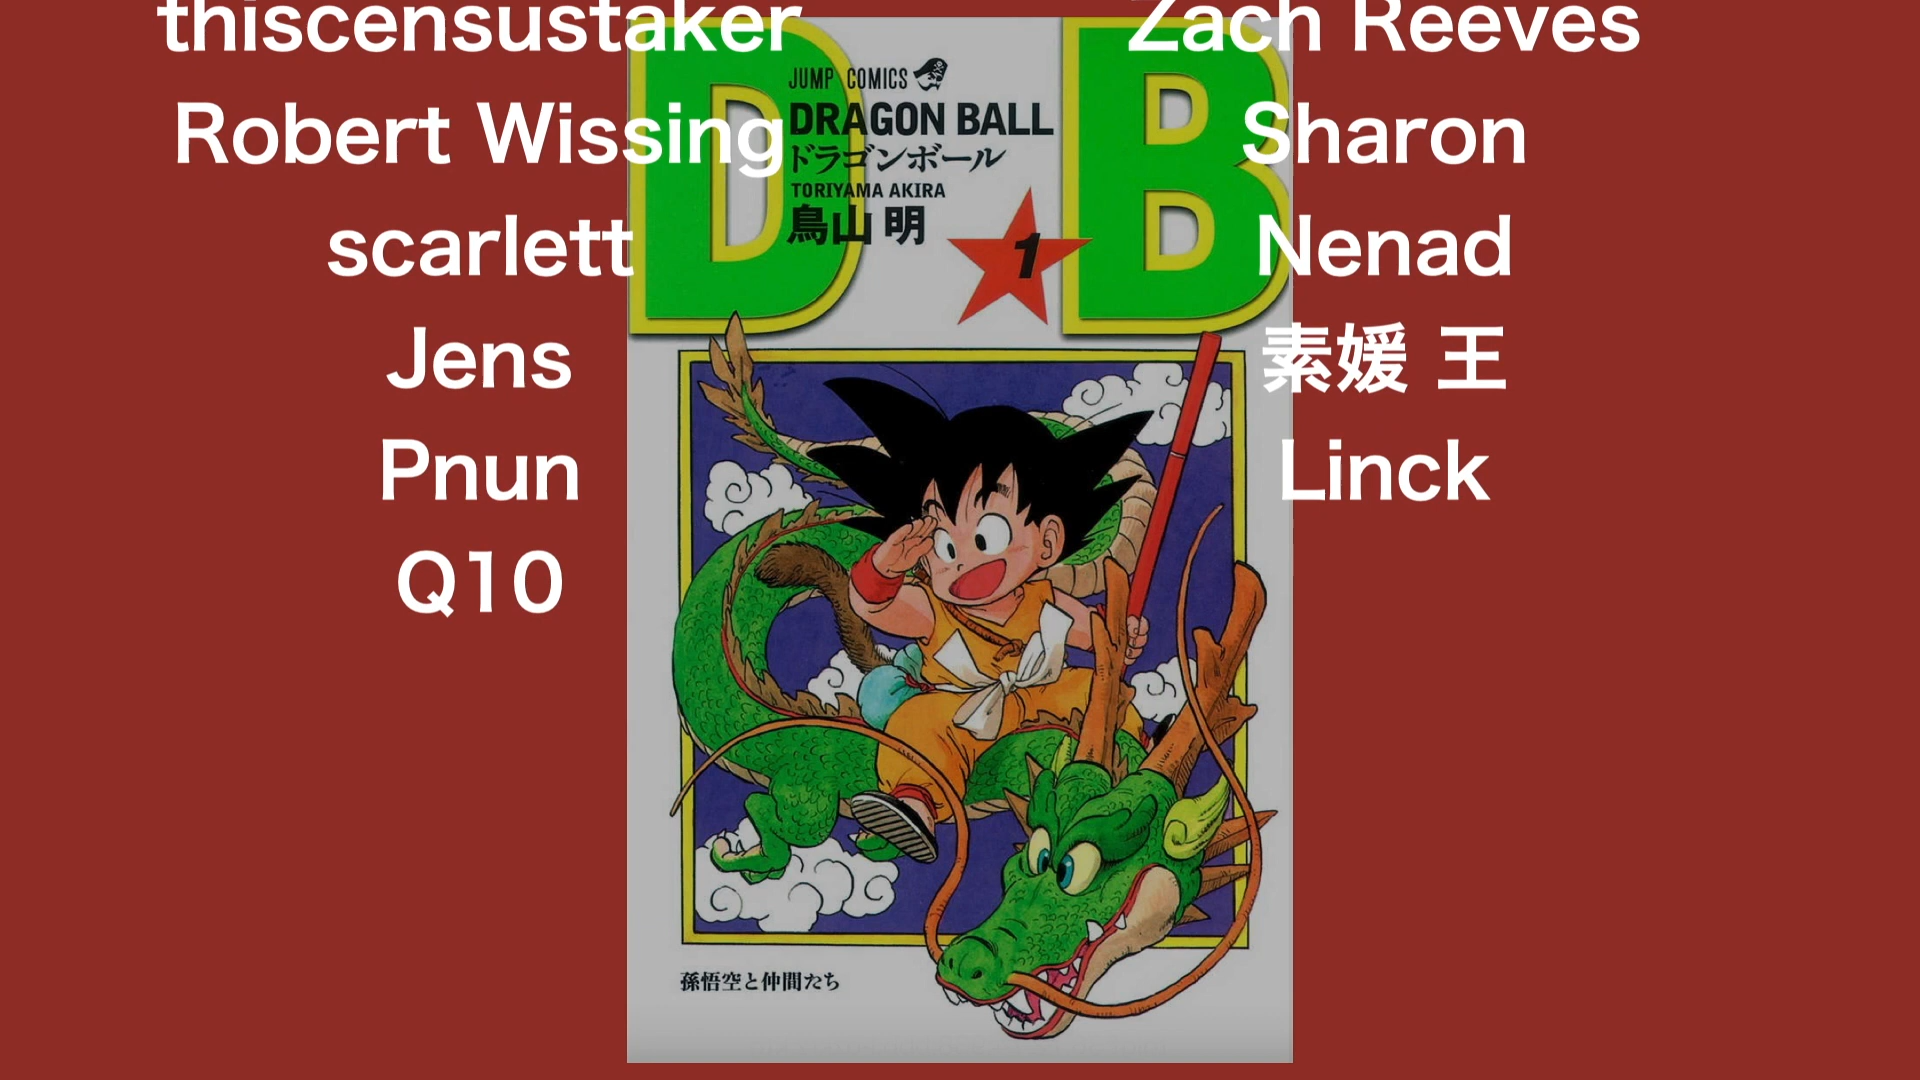 thiscensustaker
Robert Wissing
scarlett
Jens
Pnun
Q10
Zach Reeves
Sharon
Nenad
素媛 王
Linck
DB
JUMP COMICS
DRAGON BALL
ドラゴンボール
TORIYAMA AKIRA
鳥山 明
1
孫悟空と仲間たち